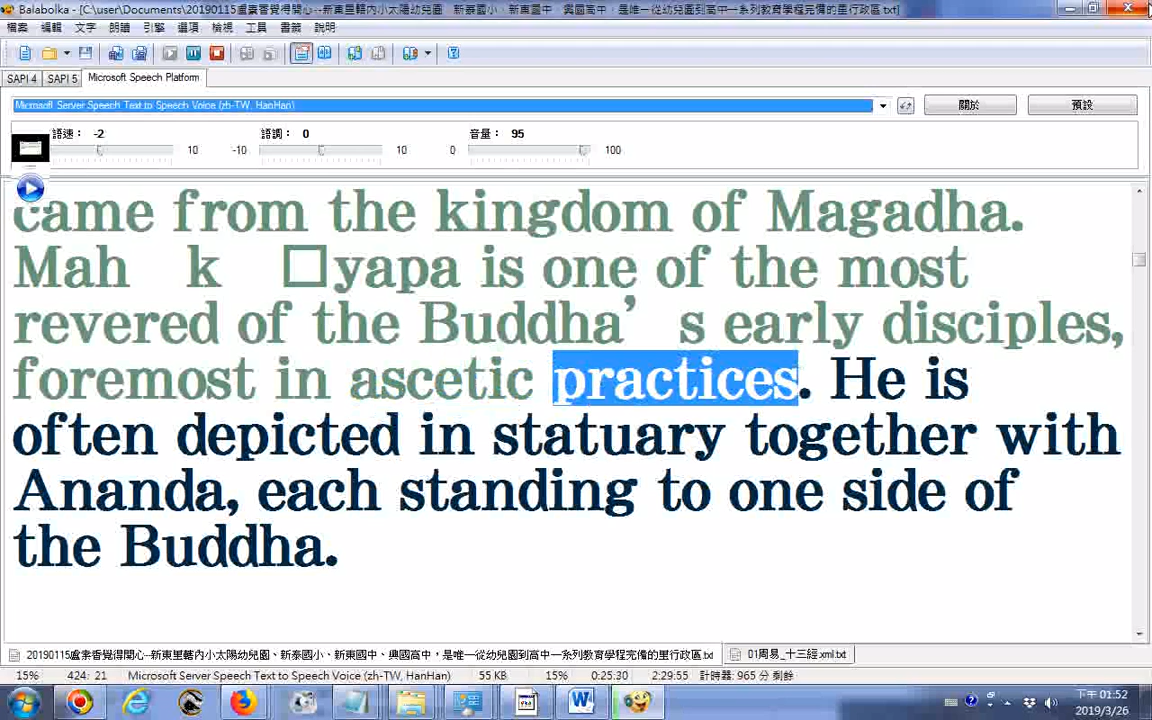 Balabolka - [C:\user\Documents\20190115盧素香覺得開心--新東里轄內小太陽幼兒園、新泰國小、新東國中、興國高中，是唯一從幼兒園到高中一系列教育學程完備的里行政區.txt]
檔案 編輯 文字 朗讀 引擎 選項 檢視 工具 書籤 說明
SAPI 4 SAPI 5 Microsoft Speech Platform
Microsoft Server Speech Text to Speech Voice (zh-TW, HanHan)
關於 預設
語速： -2 語調： 0 音量： 95
10 -10 10 0 100
came from the kingdom of Magadha.
Mah k □yapa is one of the most
revered of the Buddha’ s early disciples,
foremost in ascetic practices. He is
often depicted in statuary together with
Ananda, each standing to one side of
the Buddha.
20190115盧素香覺得開心--新東里轄內小太陽幼兒園、新泰國小、新東國中、興國高中，是唯一從幼兒園到高中一系列教育學程完備的里行政區.txt 01周易_十三經.xml.txt
15% 424: 21 Microsoft Server Speech Text to Speech Voice (zh-TW, HanHan) 55 KB 15% 0:25:30 2:29:55 計時器: 965 分 剩餘
下午 01:52
2019/3/26